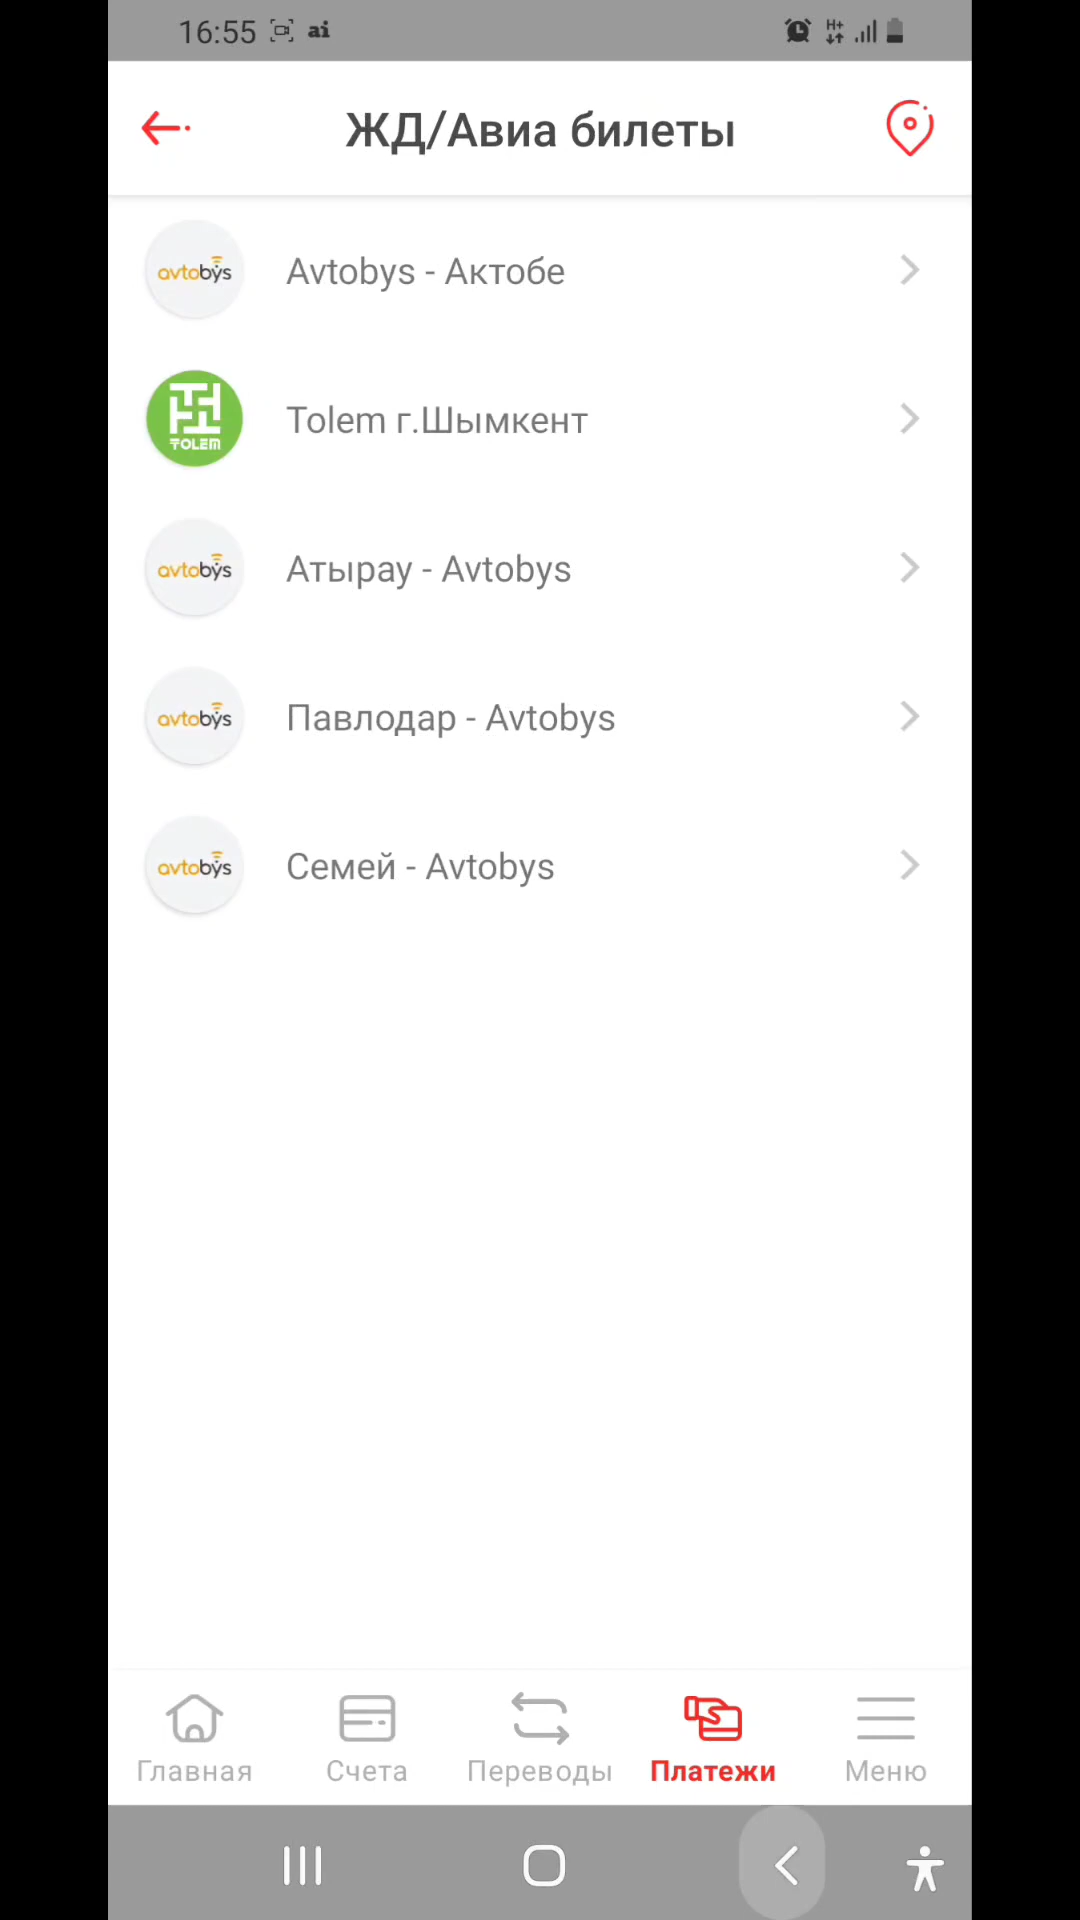 16:55 ai H+
ЖД/Авиа билеты
avtobys Avtobys - Актобе
TOLEM Tolem г.Шымкент
avtobys Атырау - Avtobys
avtobys Павлодар - Avtobys
avtobys Семей - Avtobys
Главная Счета Переводы Платежи Меню